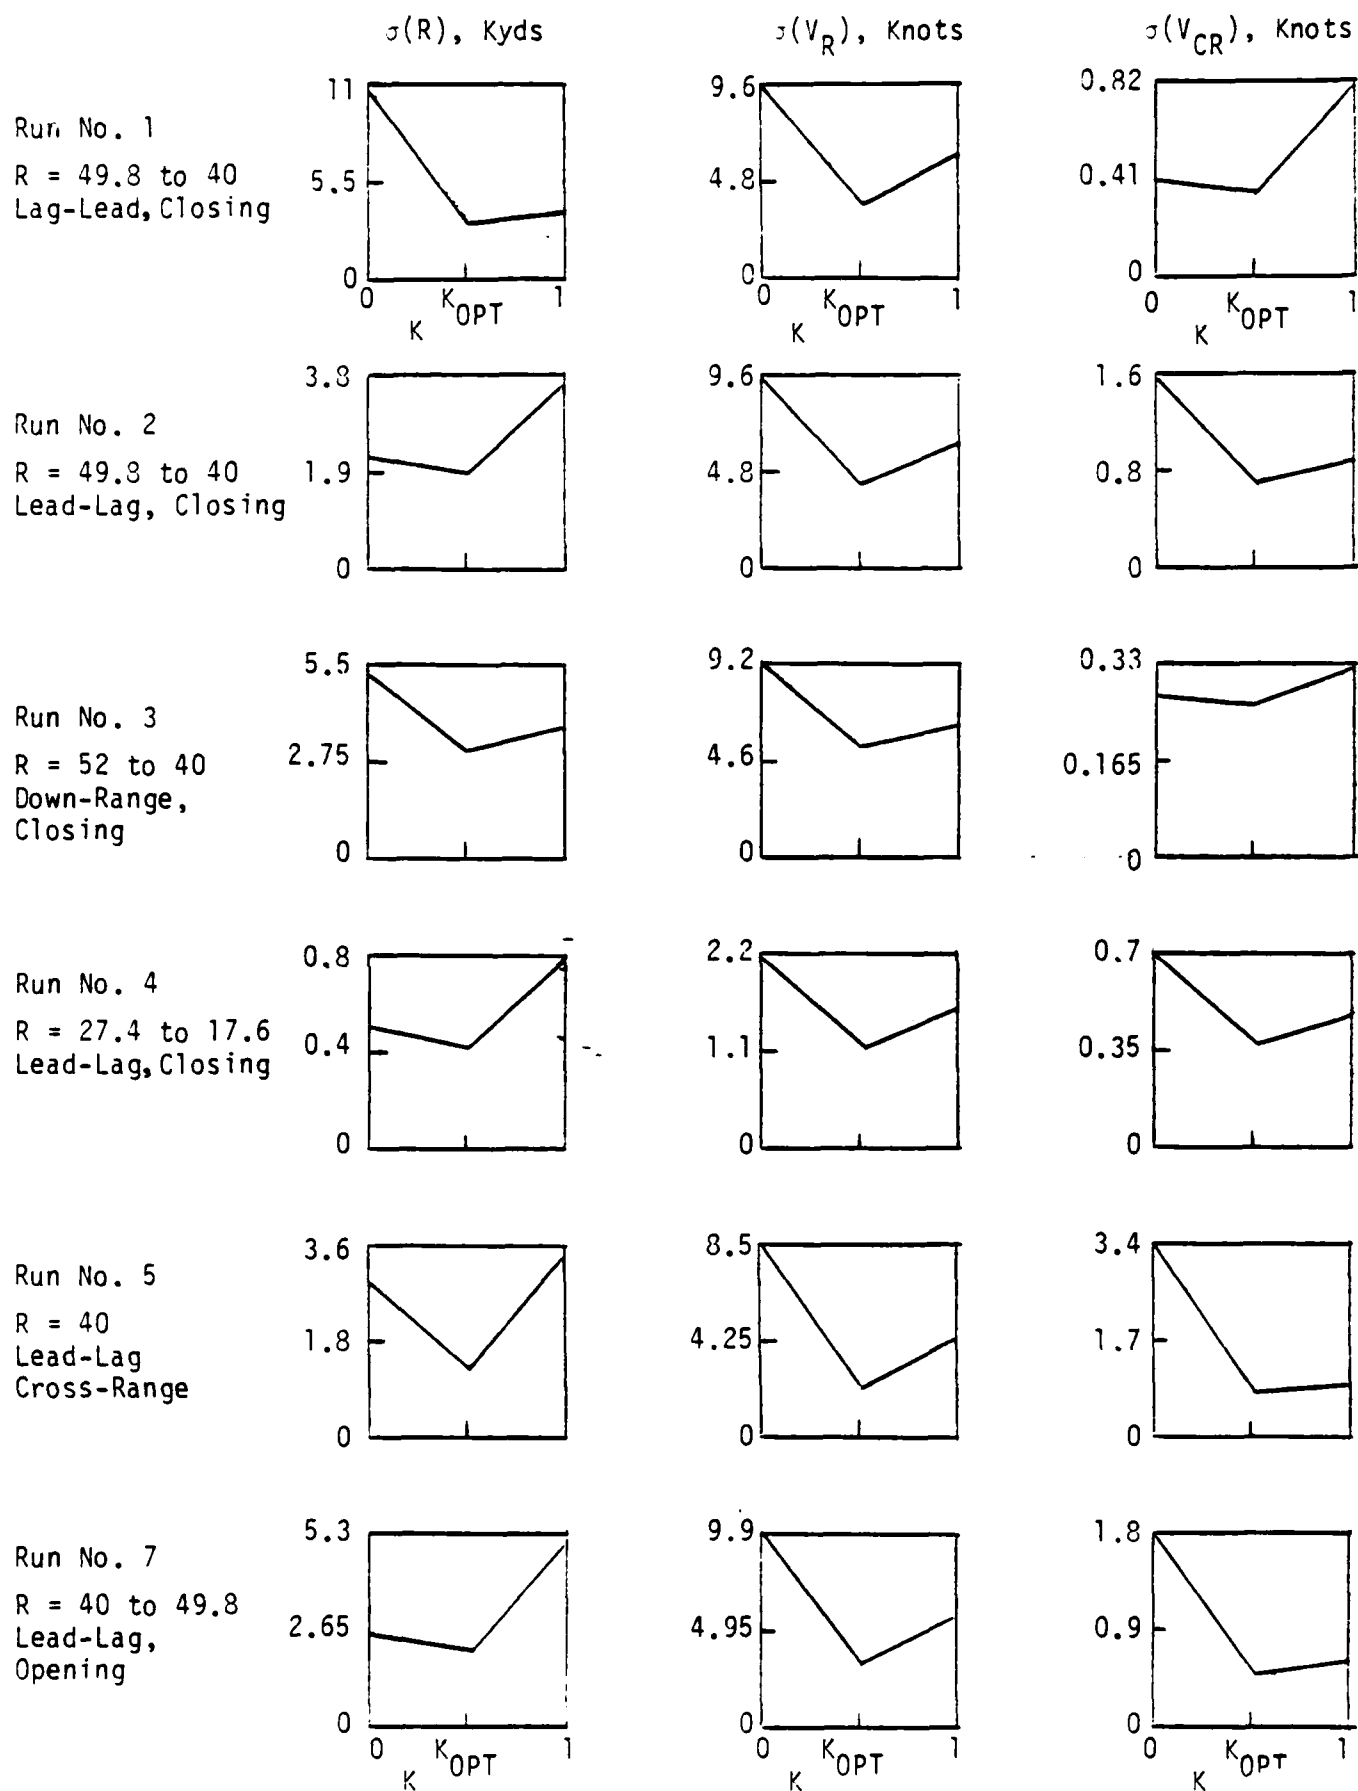 σ(R), Kyds
σ(V_R), Knots
σ(V_CR), Knots
Run No. 1
R = 49.8 to 40
Lag-Lead, Closing
11
5.5
0
0
K_OPT
1
K
9.6
4.8
0
0
K_OPT
1
K
0.82
0.41
0
0
K_OPT
1
K
Run No. 2
R = 49.8 to 40
Lead-Lag, Closing
3.8
1.9
0
9.6
4.8
0
1.6
0.8
0
Run No. 3
R = 52 to 40
Down-Range,
Closing
5.5
2.75
0
9.2
4.6
0
0.33
0.165
0
Run No. 4
R = 27.4 to 17.6
Lead-Lag, Closing
0.8
0.4
0
2.2
1.1
0
0.7
0.35
0
Run No. 5
R = 40
Lead-Lag
Cross-Range
3.6
1.8
0
8.5
4.25
0
3.4
1.7
0
Run No. 7
R = 40 to 49.8
Lead-Lag,
Opening
5.3
2.65
0
0
K_OPT
1
K
9.9
4.95
0
0
K_OPT
1
K
1.8
0.9
0
0
K_OPT
1
K